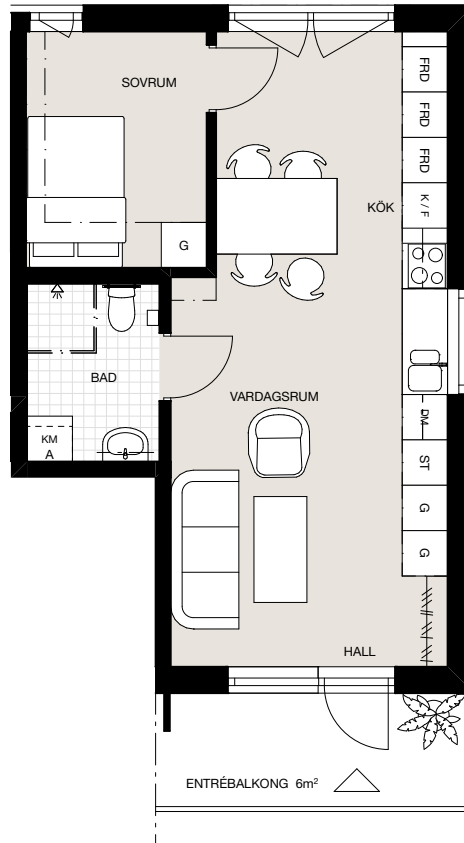 SOVRUM
FRD
FRD
FRD
K / F
KÖK
G
BAD
VARDAGSRUM
DM
ST
KM
A
G
G
HALL
ENTRÉBALKONG 6m²